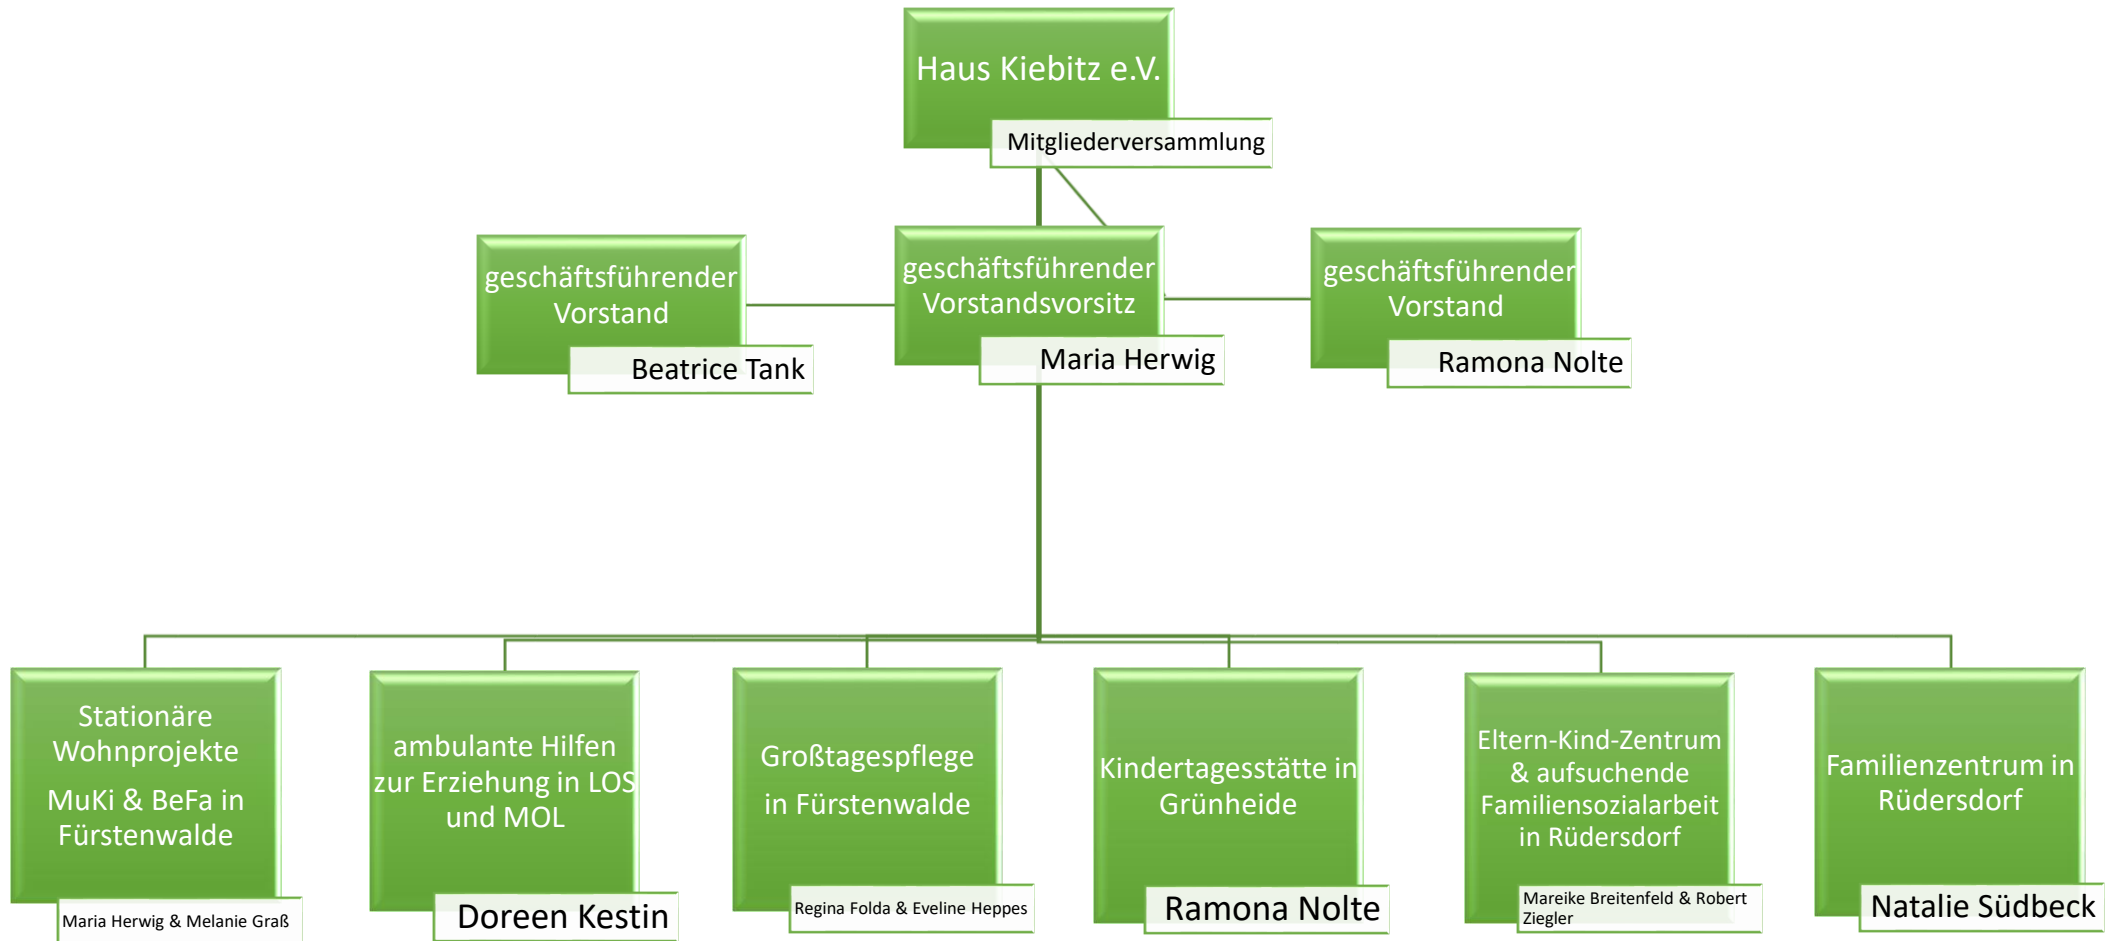 Haus Kiebitz e.V.
Mitgliederversammlung
geschäftsführender
Vorstand
Beatrice Tank
geschäftsführender
Vorstandsvorsitz
Maria Herwig
geschäftsführender
Vorstand
Ramona Nolte
Stationäre
Wohnprojekte
MuKi & BeFa in
Fürstenwalde
Maria Herwig & Melanie Graß
ambulante Hilfen
zur Erziehung in LOS
und MOL
Doreen Kestin
Großtagespflege
in Fürstenwalde
Regina Folda & Eveline Heppes
Kindertagesstätte in
Grünheide
Ramona Nolte
Eltern-Kind-Zentrum
& aufsuchende
Familiensozialarbeit
in Rüdersdorf
Mareike Breitenfeld & Robert
Ziegler
Familienzentrum in
Rüdersdorf
Natalie Südbeck